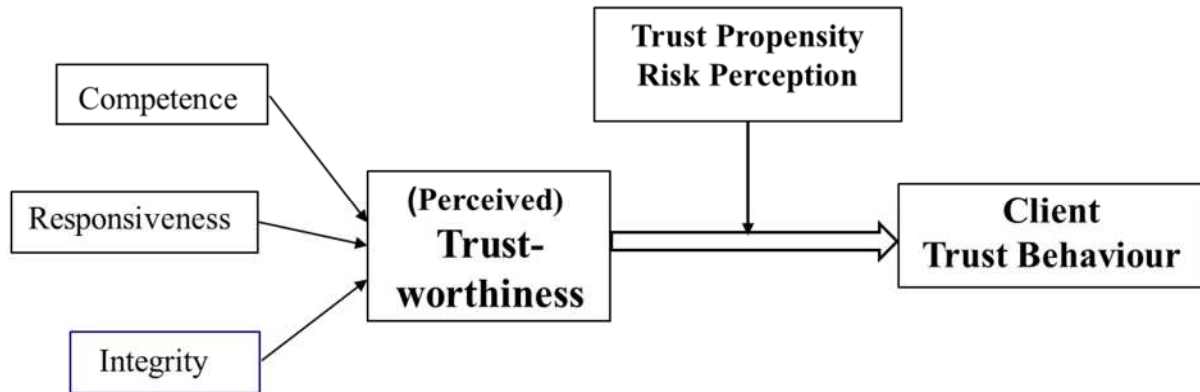 Trust Propensity
Risk Perception
Competence
Responsiveness
Integrity
(Perceived)
Trust-
worthiness
Client
Trust Behaviour